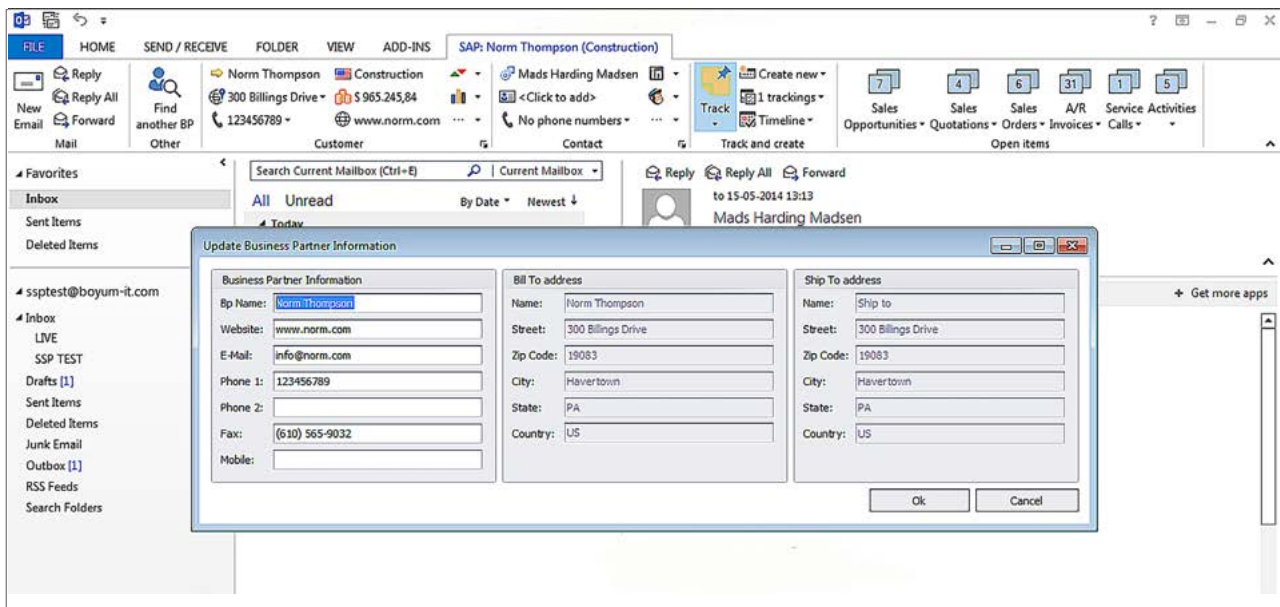 FILE HOME SEND / RECEIVE FOLDER VIEW ADD-INS SAP: Norm Thompson (Construction)
New Email
Reply
Reply All
Forward
Mail
Find another BP
Other
Norm Thompson Construction
300 Billings Drive $ 965.245,84
123456789 www.norm.com
Customer
Mads Harding Madsen
<Click to add>
No phone numbers
Contact
Track
Create new
1 trackings
Timeline
Track and create
7 Sales Opportunities
4 Sales Quotations
6 Sales Orders
31 A/R Invoices
1 Service Calls
5 Activities
Open items
Favorites
Inbox
Sent Items
Deleted Items
ssptest@boyum-it.com
Inbox
LIVE
SSP TEST
Drafts [1]
Sent Items
Deleted Items
Junk Email
Outbox [1]
RSS Feeds
Search Folders
Search Current Mailbox (Ctrl+E) Current Mailbox
All Unread By Date Newest
Today
Reply Reply All Forward
to 15-05-2014 13:13
Mads Harding Madsen
+ Get more apps
Update Business Partner Information
Business Partner Information
Bp Name: Norm Thompson
Website: www.norm.com
E-Mail: info@norm.com
Phone 1: 123456789
Phone 2:
Fax: (610) 565-9032
Mobile:
Bill To address
Name: Norm Thompson
Street: 300 Billings Drive
Zip Code: 19083
City: Havertown
State: PA
Country: US
Ship To address
Name: Ship to
Street: 300 Billings Drive
Zip Code: 19083
City: Havertown
State: PA
Country: US
Ok Cancel